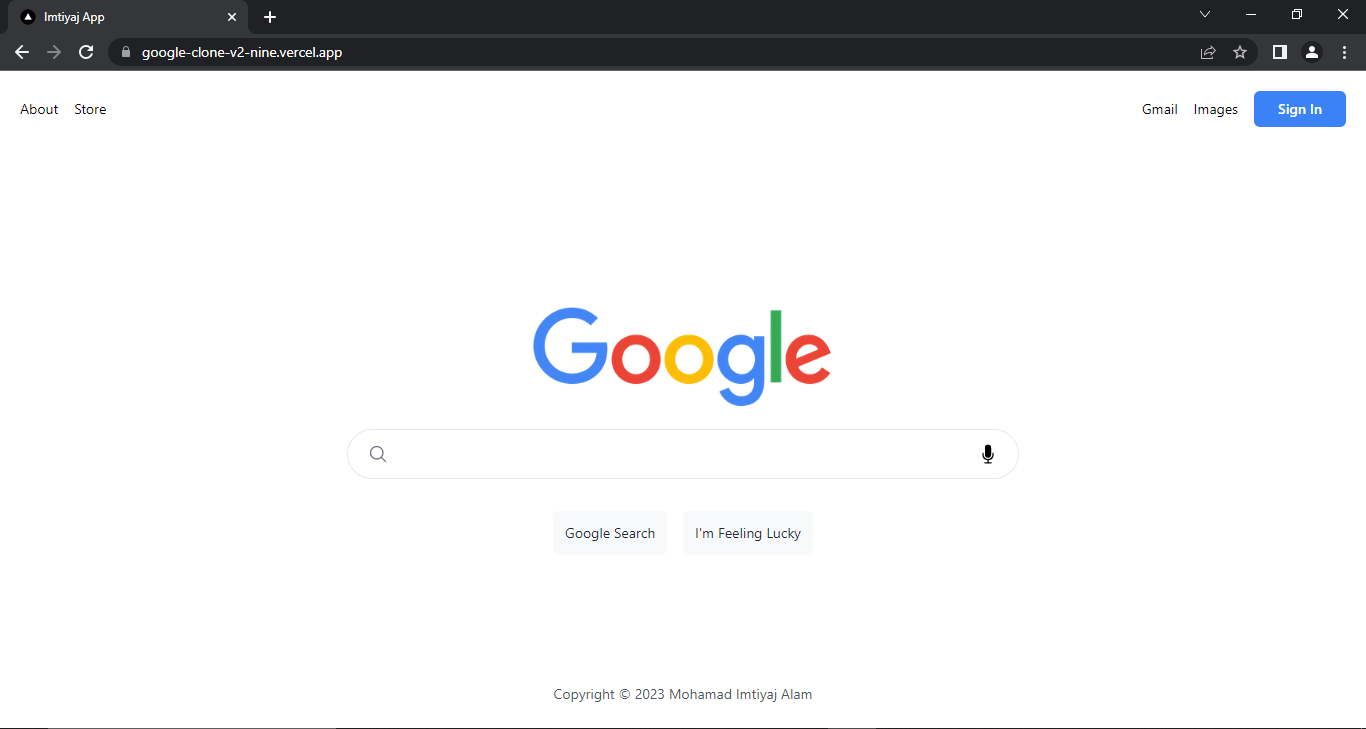 Imtiyaj App
google-clone-v2-nine.vercel.app
About Store Gmail Images Sign In
Google
Google Search I'm Feeling Lucky
Copyright © 2023 Mohamad Imtiyaj Alam